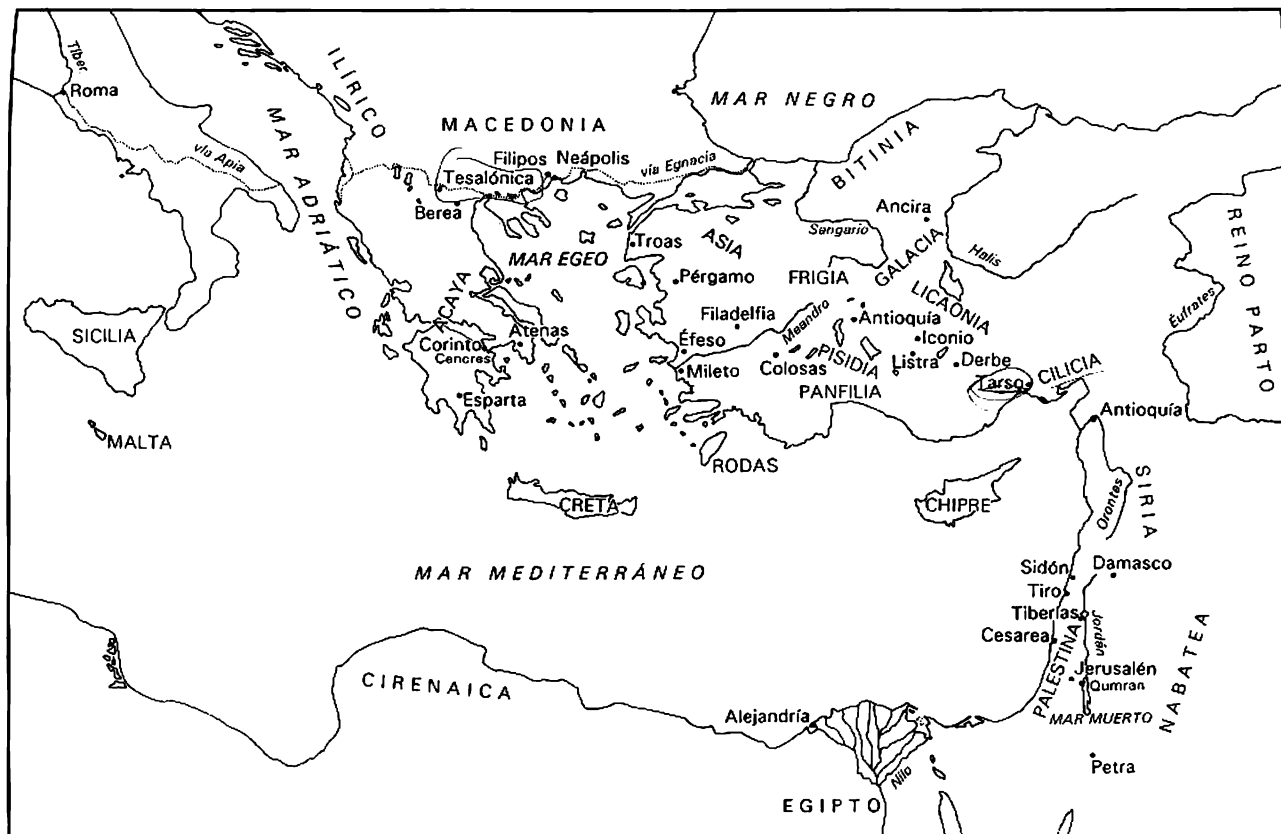 Tiber
Roma
vía Apia
MAR ADRIÁTICO
ILÍRICO
MACEDONIA
Filipos
Neápolis
Tesalónica
Berea
vía Egnacia
MAR NEGRO
BITINIA
Ancira
Sangario
Halis
GALACIA
REINO PARTO
Éufrates
Troas
ASIA
MAR EGEO
Pérgamo
FRIGIA
LICAONIA
ACAYA
Filadelfia
Meandro
Antioquía
Iconio
SICILIA
Corinto
Cencres
Atenas
Éfeso
Mileto
Colosas
PISIDIA
Listra
Derbe
PANFILIA
Tarso
CILICIA
Esparta
Antioquía
MALTA
RODAS
CRETA
CHIPRE
Orontes
SIRIA
MAR MEDITERRÁNEO
Sidón
Damasco
Tiro
Tiberías
Cesarea
Jordán
PALESTINA
Jerusalén
Qumran
NABATEA
CIRENAICA
Alejandría
MAR MUERTO
Petra
Nilo
EGIPTO